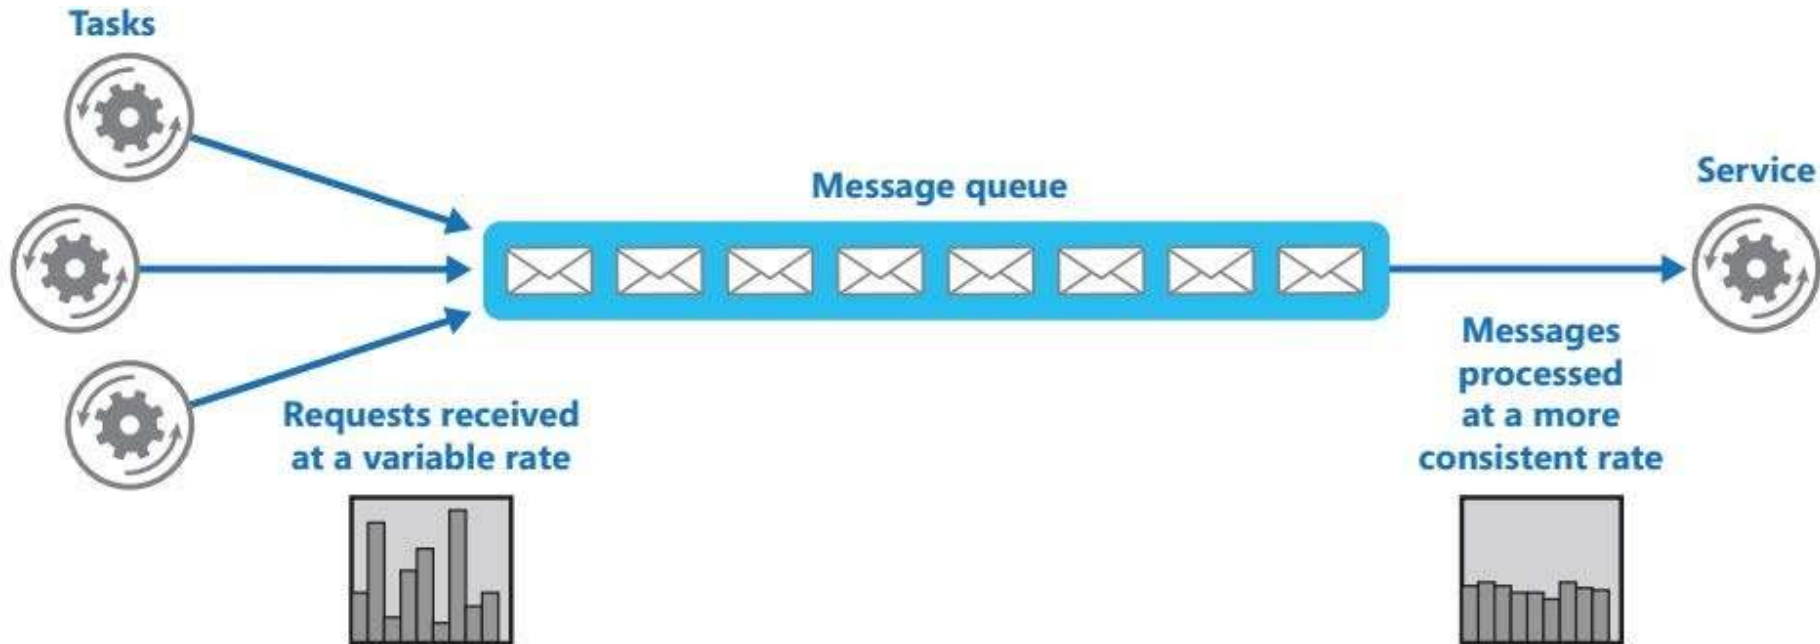 Tasks
Message queue
Service
Requests received
at a variable rate
Messages
processed
at a more
consistent rate